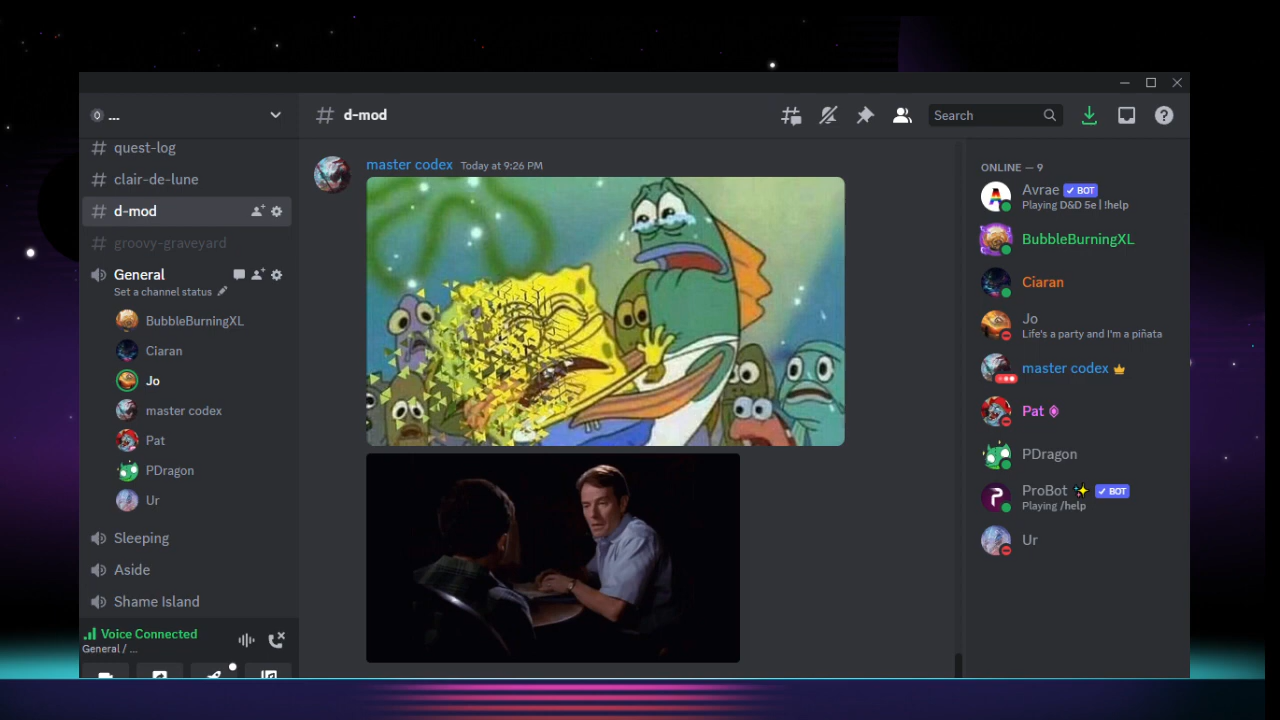 ...
quest-log
clair-de-lune
d-mod
groovy-graveyard
General
Set a channel status
BubbleBurningXL
Ciaran
Jo
master codex
Pat
PDragon
Ur
Sleeping
Aside
Shame Island
Voice Connected
General / ...
d-mod
Search
master codex Today at 9:26 PM
ONLINE — 9
Avrae ✓ BOT
Playing D&D 5e | !help
BubbleBurningXL
Ciaran
Jo
Life's a party and I'm a piñata
master codex
Pat
PDragon
ProBot ✨ ✓ BOT
Playing /help
Ur